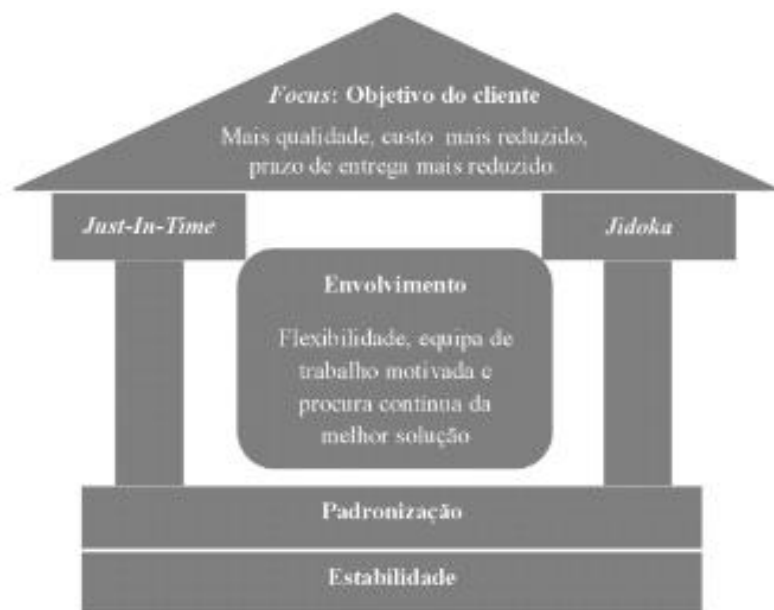 Focus: Objetivo do cliente
Mais qualidade, custo mais reduzido,
prazo de entrega mais reduzido
Just-In-Time
Jidoka
Envolvimento
Flexibilidade, equipa de
trabalho motivada e
procura contínua da
melhor solução
Padronização
Estabilidade